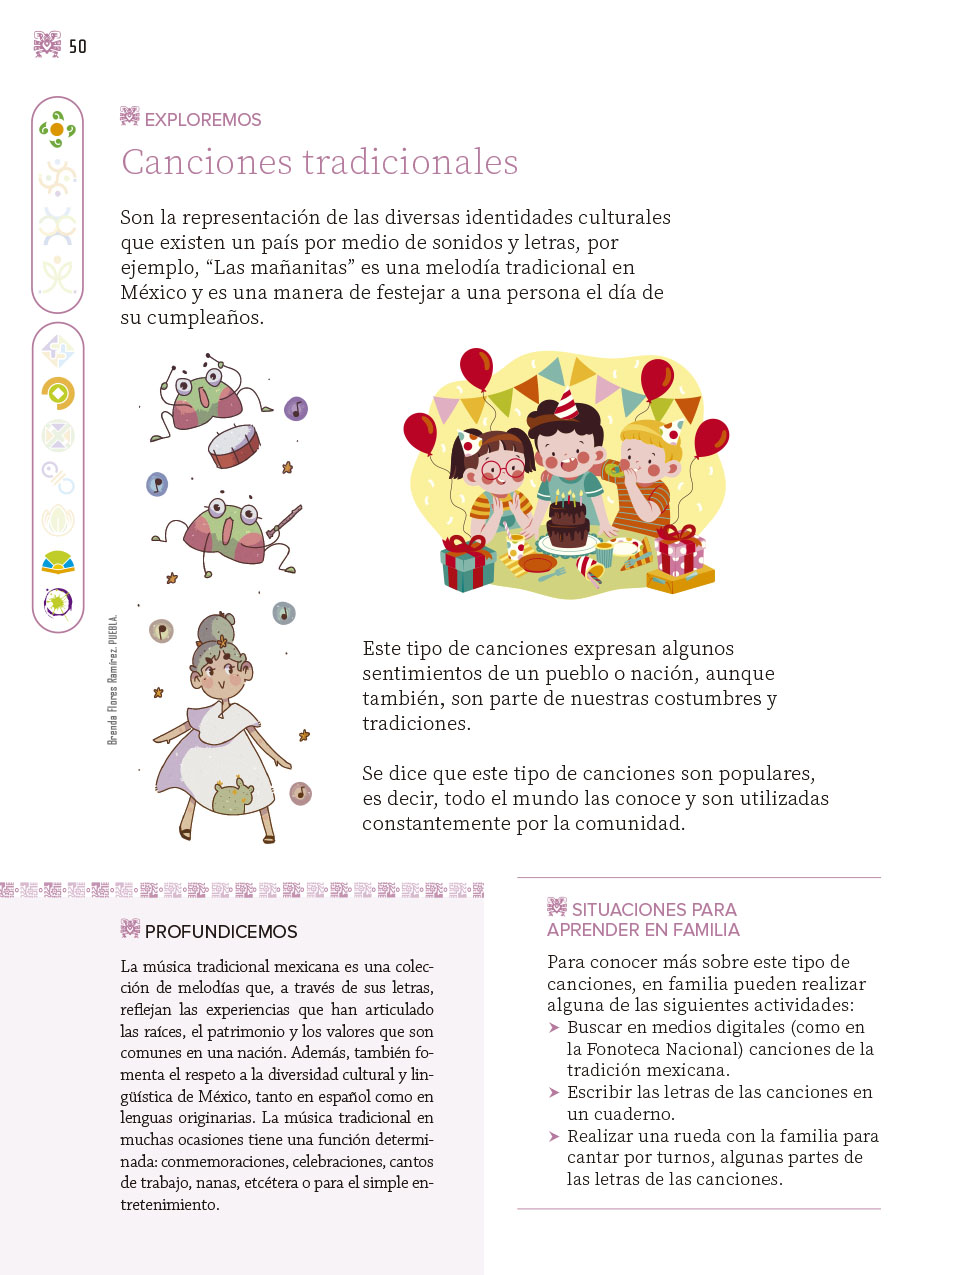 50
EXPLOREMOS
Canciones tradicionales
Son la representación de las diversas identidades culturales
que existen un país por medio de sonidos y letras, por
ejemplo, “Las mañanitas” es una melodía tradicional en
México y es una manera de festejar a una persona el día de
su cumpleaños.
Brenda Flores Ramírez. PUEBLA.
Este tipo de canciones expresan algunos
sentimientos de un pueblo o nación, aunque
también, son parte de nuestras costumbres y
tradiciones.
Se dice que este tipo de canciones son populares,
es decir, todo el mundo las conoce y son utilizadas
constantemente por la comunidad.
PROFUNDICEMOS
La música tradicional mexicana es una colec-
ción de melodías que, a través de sus letras,
reflejan las experiencias que han articulado
las raíces, el patrimonio y los valores que son
comunes en una nación. Además, también fo-
menta el respeto a la diversidad cultural y lin-
güística de México, tanto en español como en
lenguas originarias. La música tradicional en
muchas ocasiones tiene una función determi-
nada: conmemoraciones, celebraciones, cantos
de trabajo, nanas, etcétera o para el simple en-
tretenimiento.
SITUACIONES PARA
APRENDER EN FAMILIA
Para conocer más sobre este tipo de
canciones, en familia pueden realizar
alguna de las siguientes actividades:
➤ Buscar en medios digitales (como en
la Fonoteca Nacional) canciones de la
tradición mexicana.
➤ Escribir las letras de las canciones en
un cuaderno.
➤ Realizar una rueda con la familia para
cantar por turnos, algunas partes de
las letras de las canciones.